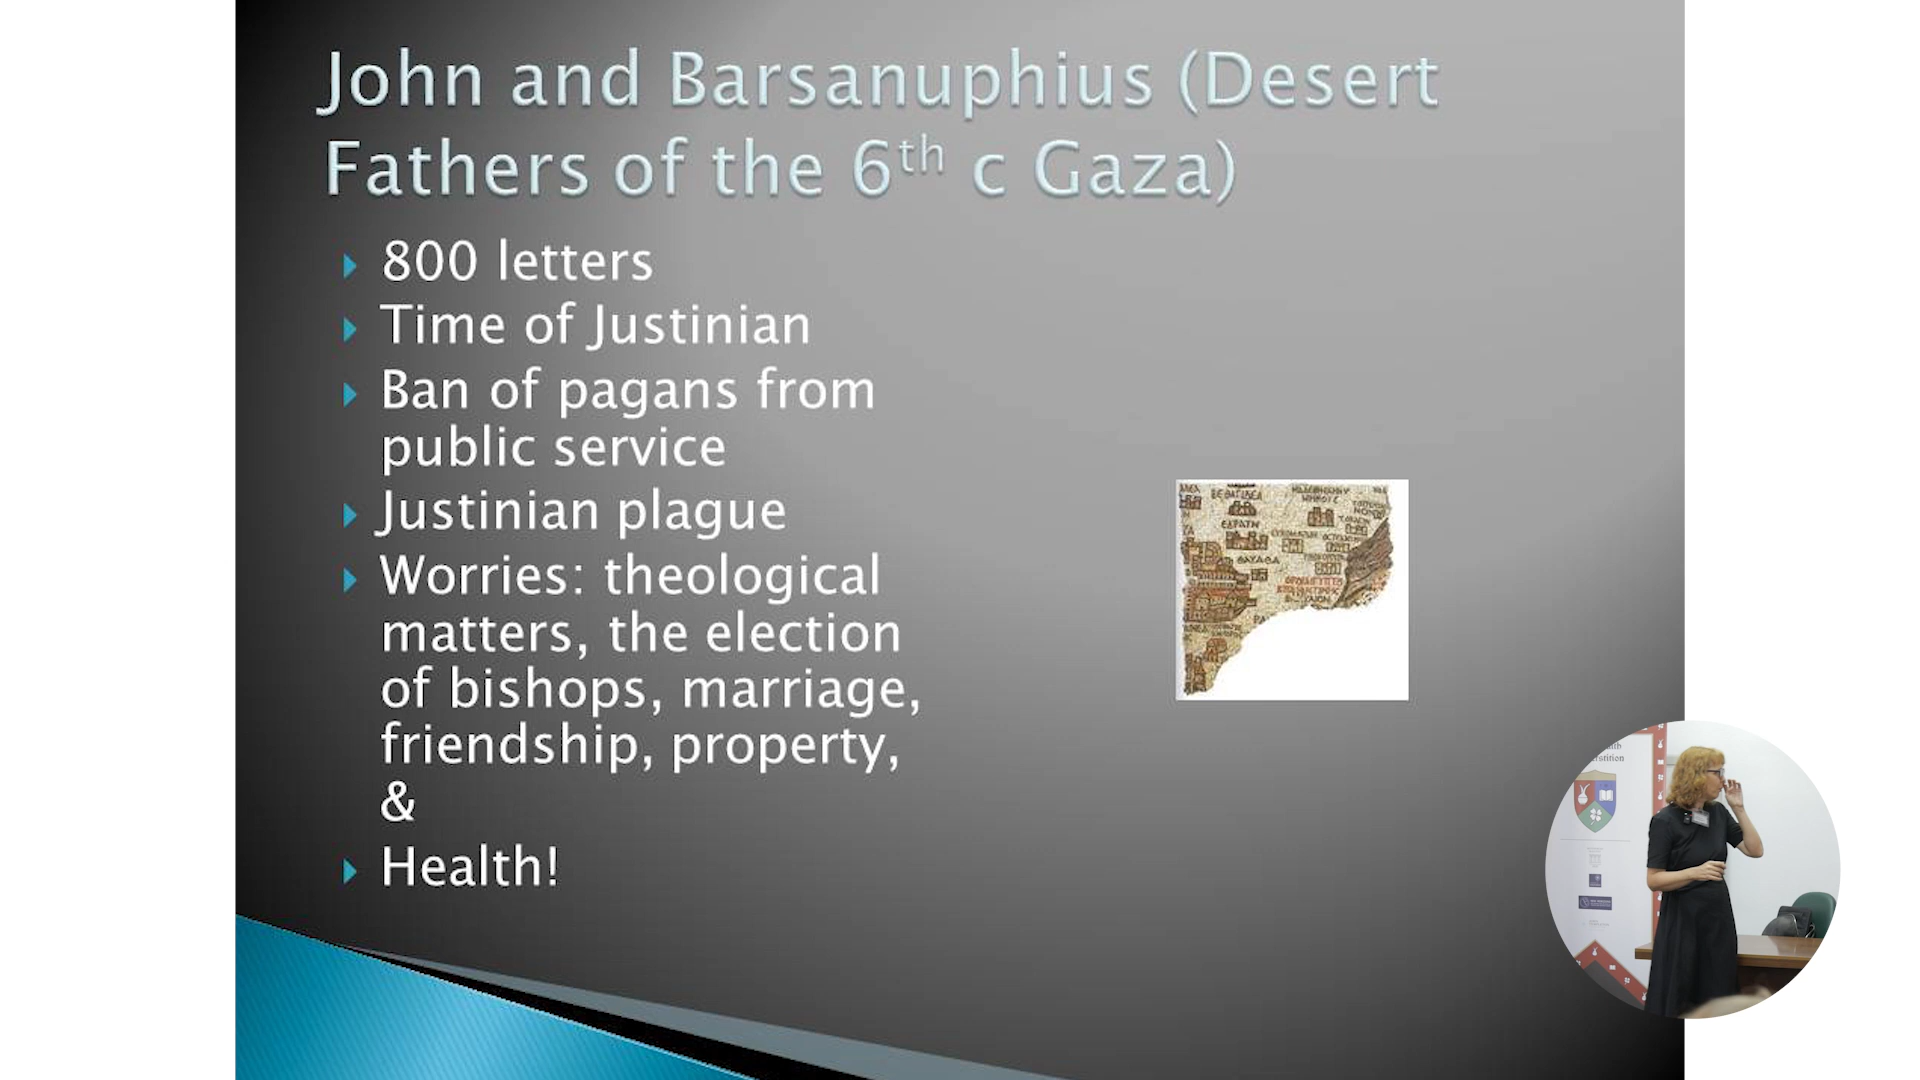 John and Barsanuphius (Desert
Fathers of the 6th c Gaza)
800 letters
Time of Justinian
Ban of pagans from
public service
Justinian plague
Worries: theological
matters, the election
of bishops, marriage,
friendship, property,
&
Health!